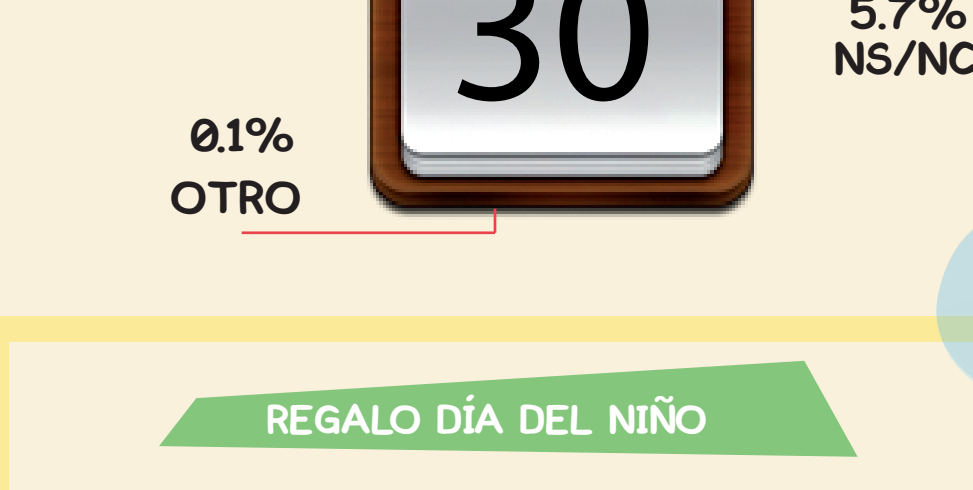 30
5.7%
NS/NC
0.1%
OTRO
REGALO DÍA DEL NIÑO